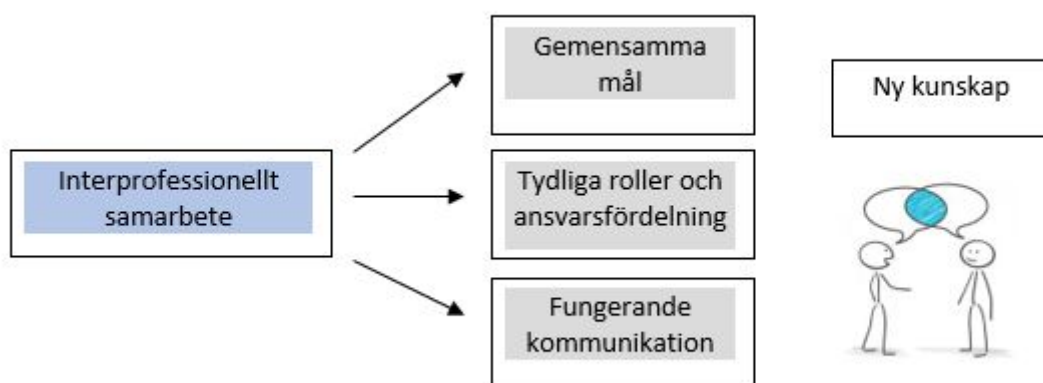 Interprofessionellt
samarbete
Gemensamma
mål
Tydliga roller och
ansvarsfördelning
Fungerande
kommunikation
Ny kunskap